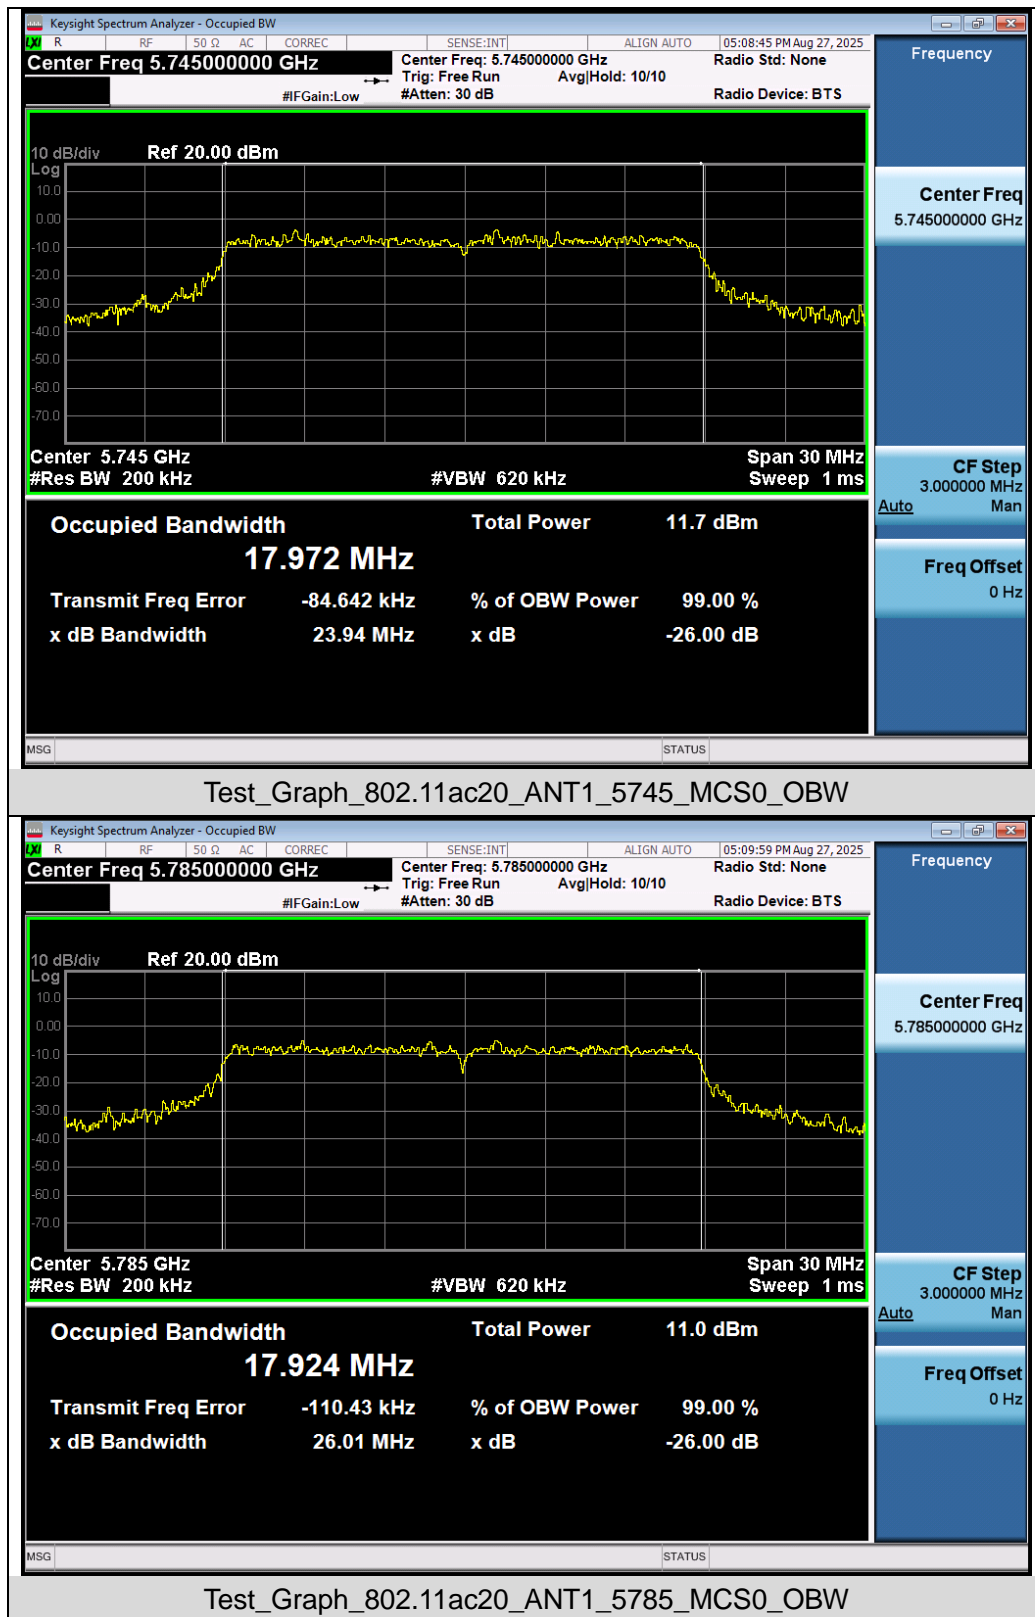 Keysight Spectrum Analyzer - Occupied BW
LXI R RF 50 Ω AC CORREC SENSE:INT ALIGN AUTO 05:08:45 PM Aug 27, 2025
Center Freq 5.745000000 GHz
Center Freq: 5.745000000 GHz
Radio Std: None
Trig: Free Run Avg|Hold: 10/10
#IFGain:Low
#Atten: 30 dB
Radio Device: BTS
10 dB/div Ref 20.00 dBm
Log
10.0
0.00
-10.0
-20.0
-30.0
-40.0
-50.0
-60.0
-70.0
Center 5.745 GHz Span 30 MHz
#Res BW 200 kHz #VBW 620 kHz Sweep 1 ms
Occupied Bandwidth Total Power 11.7 dBm
17.972 MHz
Transmit Freq Error -84.642 kHz % of OBW Power 99.00 %
x dB Bandwidth 23.94 MHz x dB -26.00 dB
MSG STATUS
Frequency
Center Freq
5.745000000 GHz
CF Step
3.000000 MHz
Auto Man
Freq Offset
0 Hz
Test_Graph_802.11ac20_ANT1_5745_MCS0_OBW
Keysight Spectrum Analyzer - Occupied BW
LXI R RF 50 Ω AC CORREC SENSE:INT ALIGN AUTO 05:09:59 PM Aug 27, 2025
Center Freq 5.785000000 GHz
Center Freq: 5.785000000 GHz
Radio Std: None
Trig: Free Run Avg|Hold: 10/10
#IFGain:Low
#Atten: 30 dB
Radio Device: BTS
10 dB/div Ref 20.00 dBm
Log
10.0
0.00
-10.0
-20.0
-30.0
-40.0
-50.0
-60.0
-70.0
Center 5.785 GHz Span 30 MHz
#Res BW 200 kHz #VBW 620 kHz Sweep 1 ms
Occupied Bandwidth Total Power 11.0 dBm
17.924 MHz
Transmit Freq Error -110.43 kHz % of OBW Power 99.00 %
x dB Bandwidth 26.01 MHz x dB -26.00 dB
MSG STATUS
Frequency
Center Freq
5.785000000 GHz
CF Step
3.000000 MHz
Auto Man
Freq Offset
0 Hz
Test_Graph_802.11ac20_ANT1_5785_MCS0_OBW